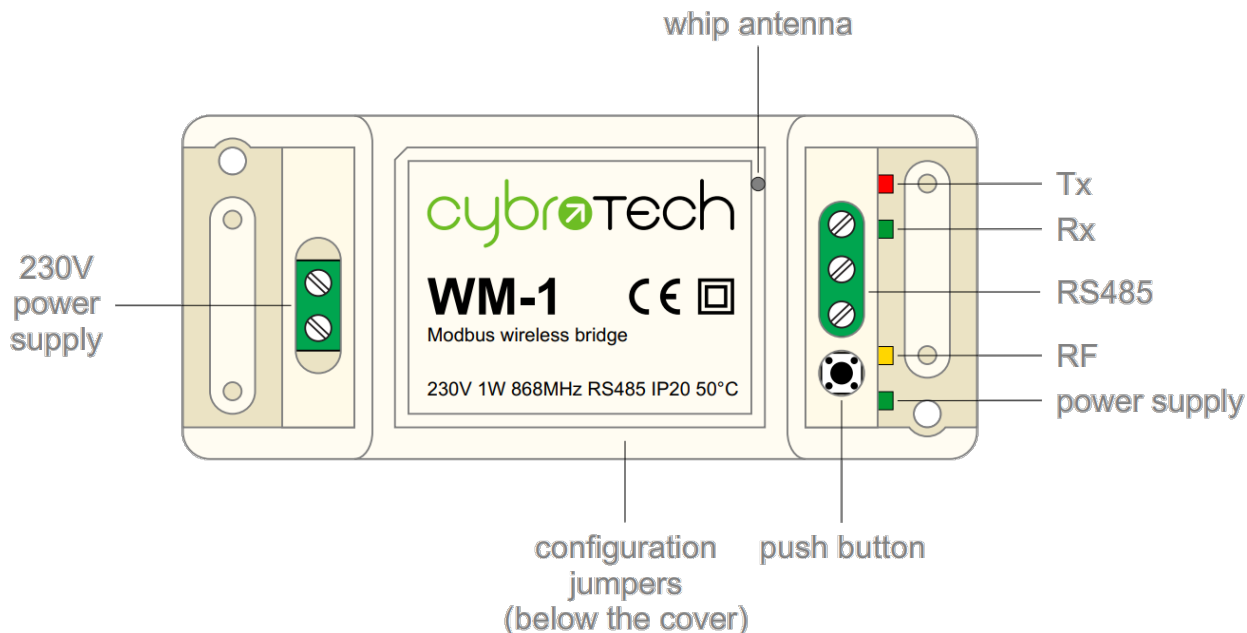 whip antenna
cybrotech
WM-1 CE
Modbus wireless bridge
230V 1W 868MHz RS485 IP20 50°C
230V
power
supply
Tx
Rx
RS485
RF
power supply
configuration
jumpers
(below the cover)
push button